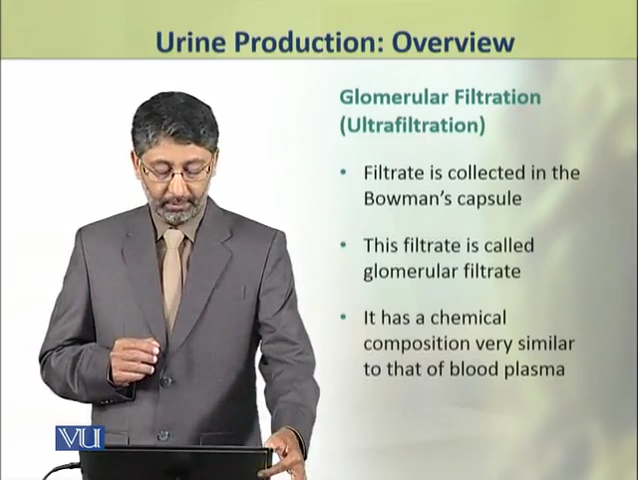 Urine Production: Overview
Glomerular Filtration
(Ultrafiltration)
• Filtrate is collected in the
Bowman's capsule
• This filtrate is called
glomerular filtrate
• It has a chemical
composition very similar
to that of blood plasma
VU